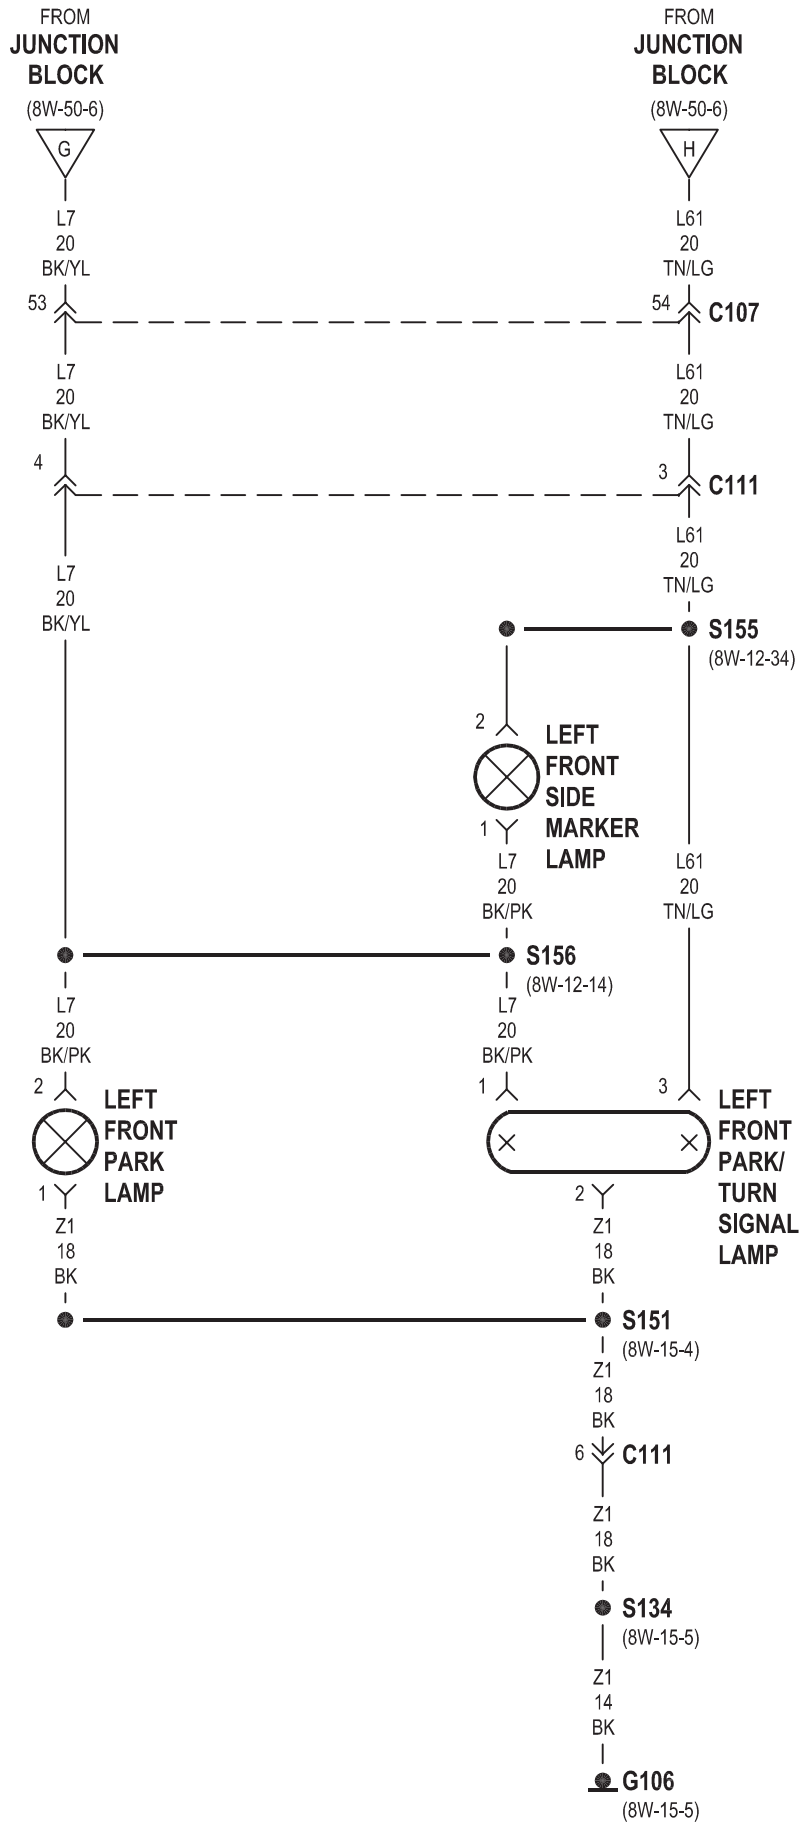 FROM
JUNCTION
BLOCK
(8W-50-6)
G
FROM
JUNCTION
BLOCK
(8W-50-6)
H
L7
20
BK/YL
L61
20
TN/LG
53
54
C107
L7
20
BK/YL
L61
20
TN/LG
4
3
C111
L7
20
BK/YL
L61
20
TN/LG
S155
(8W-12-34)
2
LEFT
FRONT
SIDE
MARKER
LAMP
1
L7
20
BK/PK
L61
20
TN/LG
S156
(8W-12-14)
L7
20
BK/PK
L7
20
BK/PK
2
LEFT
FRONT
PARK
LAMP
1
1
3
LEFT
FRONT
PARK/
TURN
SIGNAL
LAMP
2
Z1
18
BK
Z1
18
BK
S151
(8W-15-4)
Z1
18
BK
6
C111
Z1
18
BK
S134
(8W-15-5)
Z1
14
BK
G106
(8W-15-5)